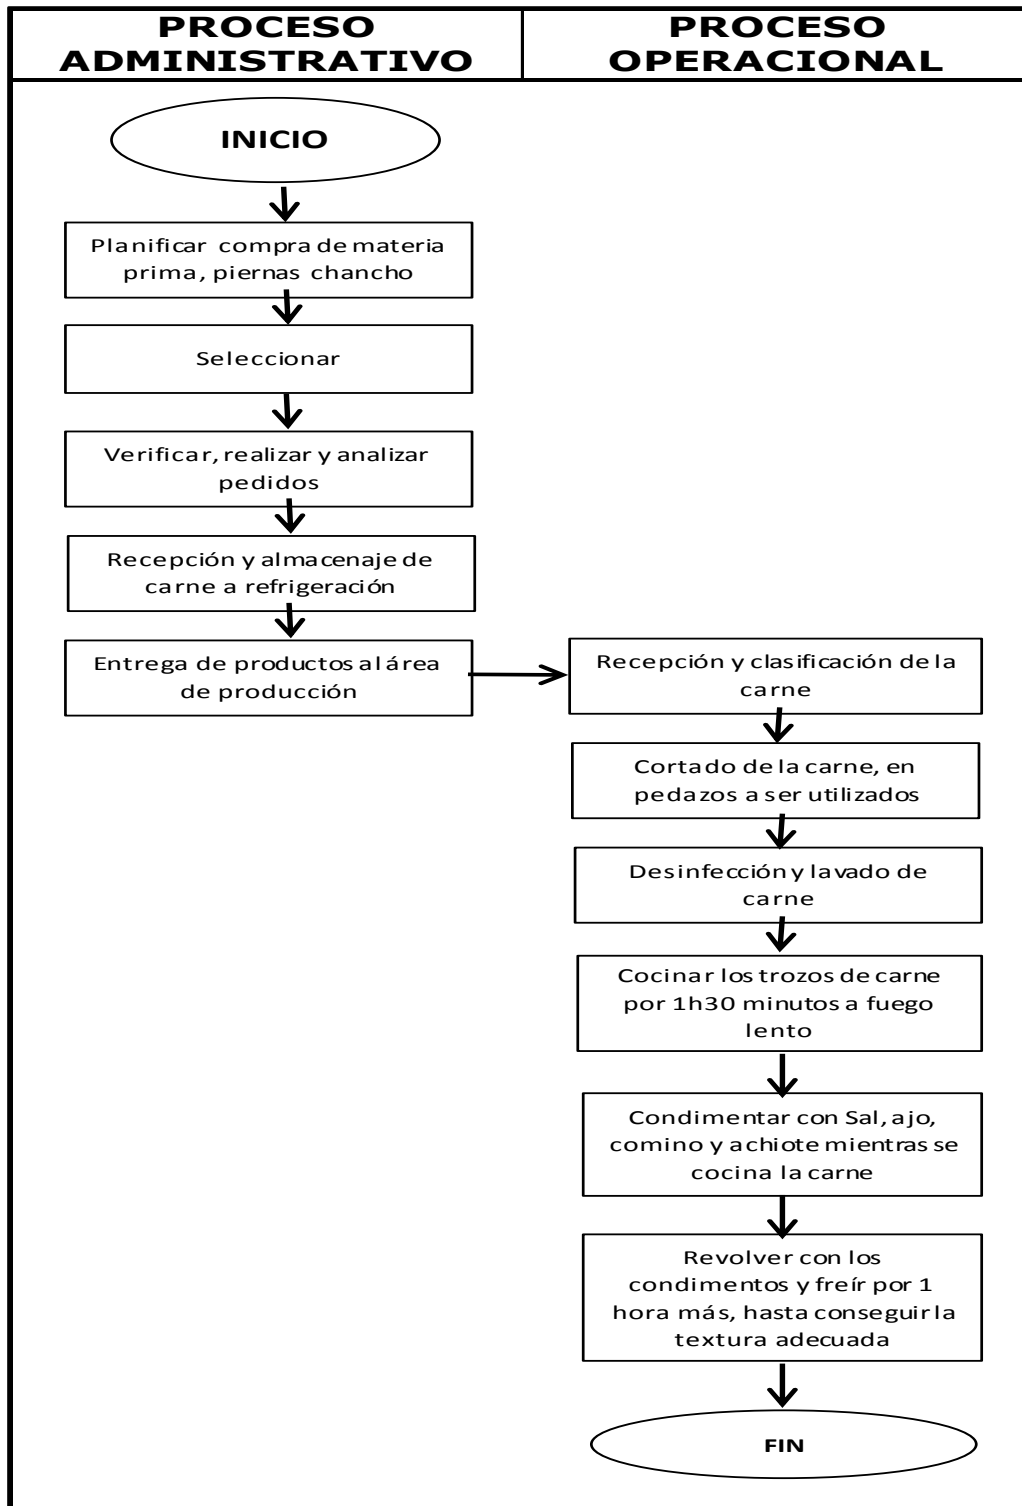 PROCESO
ADMINISTRATIVO
PROCESO
OPERACIONAL
INICIO
Planificar compra de materia
prima, piernas chancho
Seleccionar
Verificar, realizar y analizar
pedidos
Recepción y almacenaje de
carne a refrigeración
Entrega de productos al área
de producción
Recepción y clasificación de la
carne
Cortado de la carne, en
pedazos a ser utilizados
Desinfección y lavado de
carne
Cocinar los trozos de carne
por 1h30 minutos a fuego
lento
Condimentar con Sal, ajo,
comino y achiote mientras se
cocina la carne
Revolver con los
condimentos y freír por 1
hora más, hasta conseguir la
textura adecuada
FIN